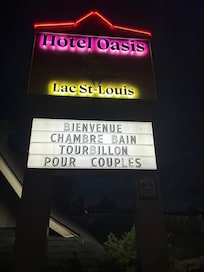 Hôtel Oasis
Lac St-Louis
BIENVENUE
CHAMBRE BAIN
TOURBILLON
POUR COUPLES